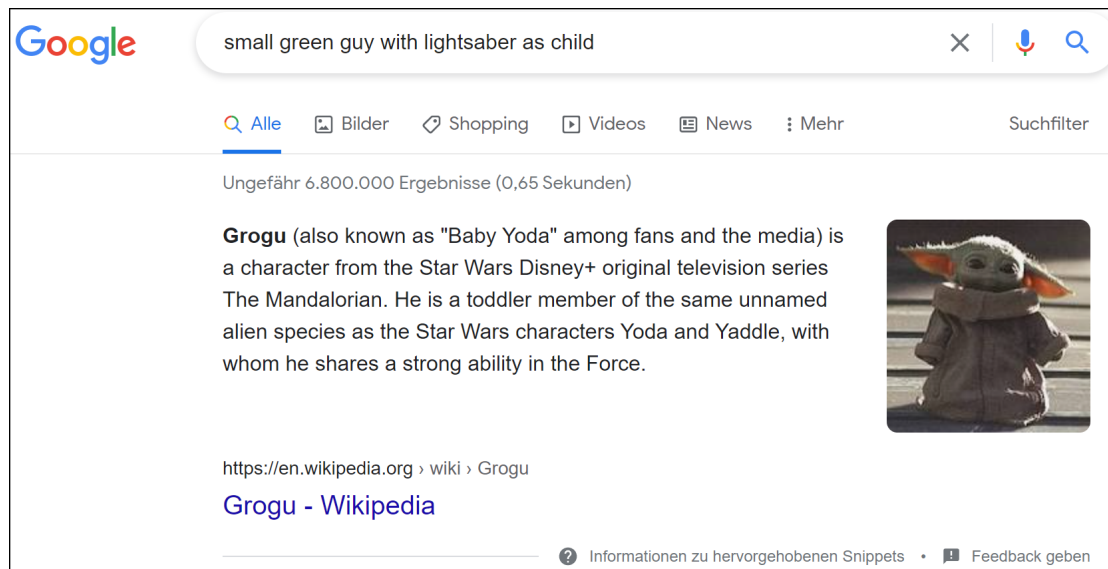 Google
small green guy with lightsaber as child
Alle Bilder Shopping Videos News Mehr Suchfilter
Ungefähr 6.800.000 Ergebnisse (0,65 Sekunden)
Grogu (also known as "Baby Yoda" among fans and the media) is
a character from the Star Wars Disney+ original television series
The Mandalorian. He is a toddler member of the same unnamed
alien species as the Star Wars characters Yoda and Yaddle, with
whom he shares a strong ability in the Force.
https://en.wikipedia.org › wiki › Grogu
Grogu - Wikipedia
Informationen zu hervorgehobenen Snippets • Feedback geben